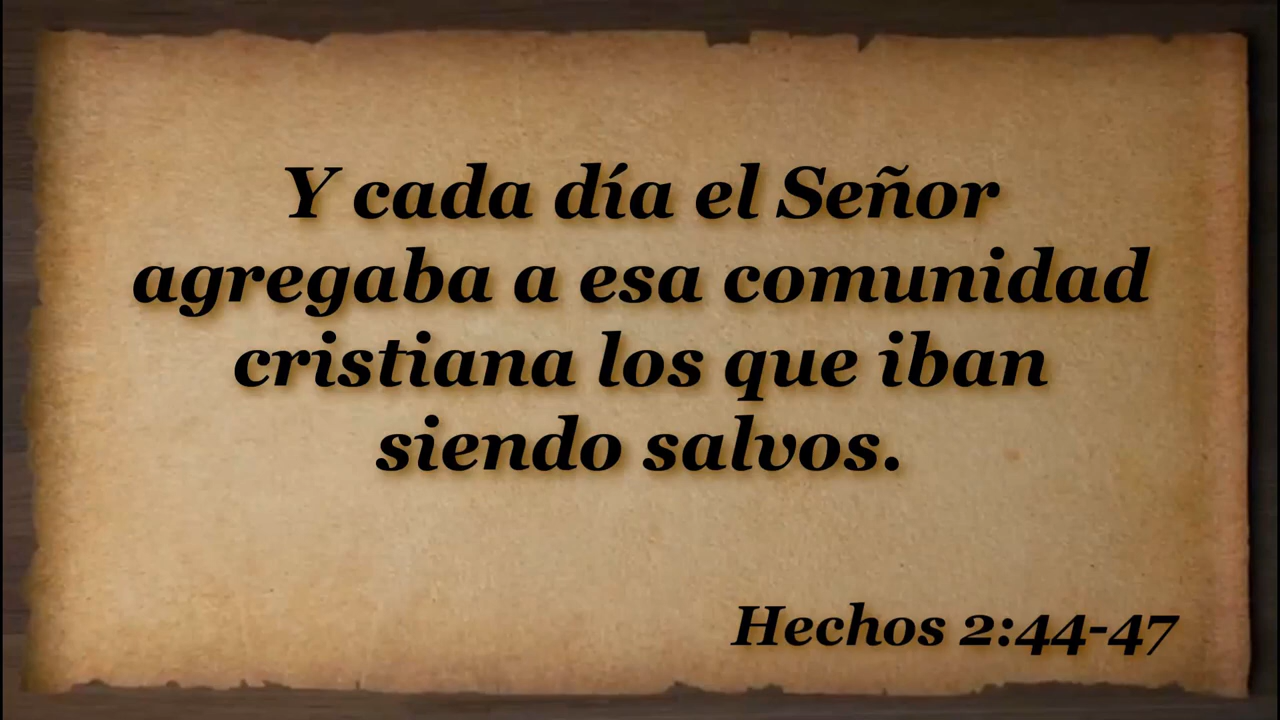 Y cada día el Señor
agregaba a esa comunidad
cristiana los que iban
siendo salvos.
Hechos 2:44-47